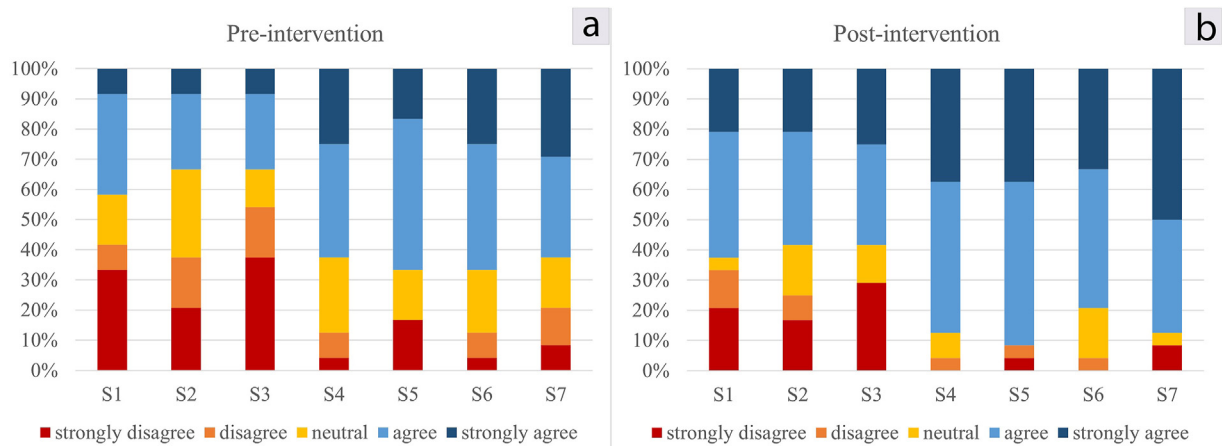 Pre-intervention
a
100%
90%
80%
70%
60%
50%
40%
30%
20%
10%
0%
S1 S2 S3 S4 S5 S6 S7
strongly disagree disagree neutral agree strongly agree
Post-intervention
b
100%
90%
80%
70%
60%
50%
40%
30%
20%
10%
0%
S1 S2 S3 S4 S5 S6 S7
strongly disagree disagree neutral agree strongly agree